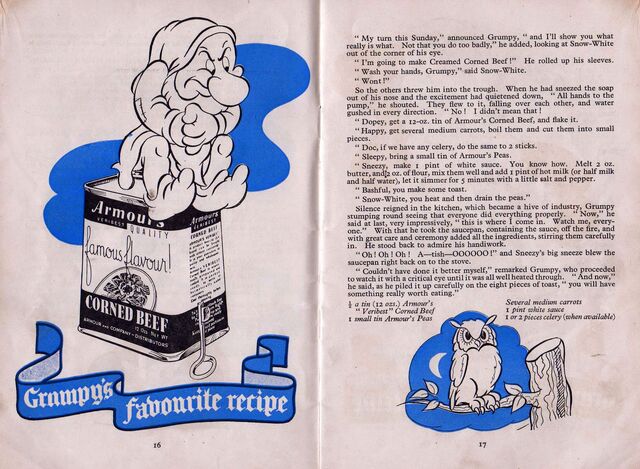 Armour's
VERIBEST QUALITY
famous flavour!
CORNED BEEF
12 Ozs. NET WT
ARMOUR AND COMPANY - DISTRIBUTORS
Armours
VERIBEST
CORNED BEEF
Grumpy's favourite recipe
16
" My turn this Sunday," announced Grumpy, " and I'll show you what
really is what. Not that you do too badly," he added, looking at Snow-White
out of the corner of his eye.
" I'm going to make Creamed Corned Beef !" He rolled up his sleeves.
" Wash your hands, Grumpy," said Snow-White.
" Wont !"
So the others threw him into the trough. When he had sneezed the soap
out of his nose and the excitement had quietened down, " All hands to the
pump," he shouted. They flew to it, falling over each other, and water
gushed in every direction. " No ! I didn't mean that !
" Dopey, get a 12-oz. tin of Armour's Corned Beef, and flake it.
" Happy, get several medium carrots, boil them and cut them into small
pieces.
" Doc, if we have any celery, do the same to 2 sticks.
" Sleepy, bring a small tin of Armour's Peas.
" Sneezy, make 1 pint of white sauce. You know how. Melt 2 oz.
butter, and 2 oz. of flour, mix them well and add 1 pint of hot milk (or half milk
and half water), let it simmer for 5 minutes with a little salt and pepper.
" Bashful, you make some toast.
" Snow-White, you heat and then drain the peas."
Silence reigned in the kitchen, which became a hive of industry, Grumpy
stumping round seeing that everyone did everything properly. " Now," he
said at last, very impressively, " this is where I come in. Watch me, every-
one." With that he took the saucepan, containing the sauce, off the fire, and
with great care and ceremony added all the ingredients, stirring them carefully
in. He stood back to admire his handiwork.
" Oh ! Oh ! Oh ! A—tish—OOOOOO !" and Sneezy's big sneeze blew the
saucepan right back on to the stove.
" Couldn't have done it better myself," remarked Grumpy, who proceeded
to watch it with a critical eye until it was all well heated through. " And now,"
he said, as he piled it up carefully on the eight pieces of toast, " you will have
something really worth eating."
½ a tin (12 ozs.) Armour's
" Veribest " Corned Beef
1 small tin Armour's Peas
Several medium carrots
1 pint white sauce
1 or 2 pieces celery (when available)
17